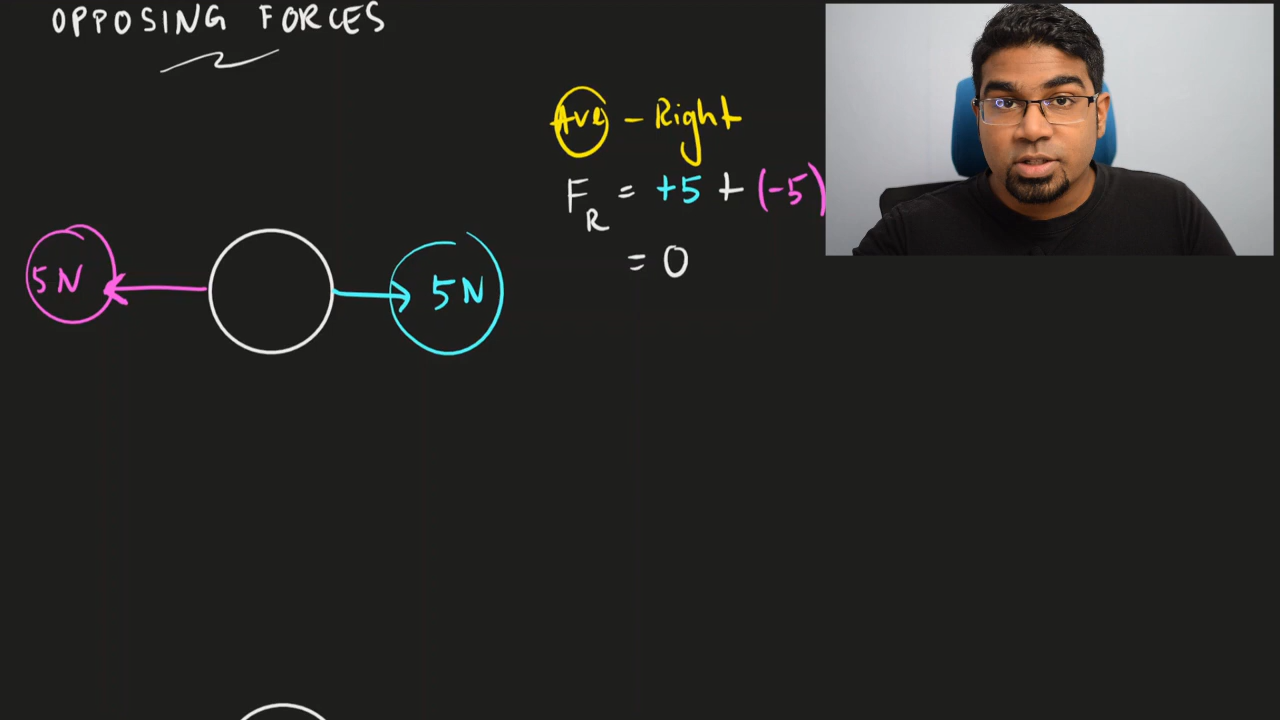 OPPOSING FORCES
+ve - Right
F_R = +5 + (-5)
= 0
5N
5N